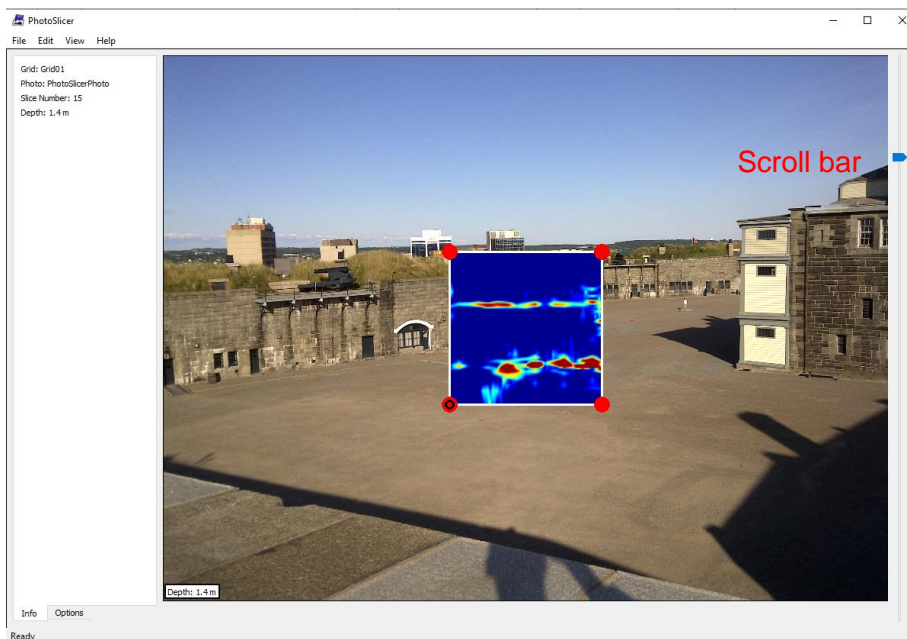 PhotoSlicer
File Edit View Help
Grid: Grid01
Photo: PhotoSlicerPhoto
Slice Number: 15
Depth: 1.4 m
Scroll bar
Depth: 1.4 m
Info Options
Ready